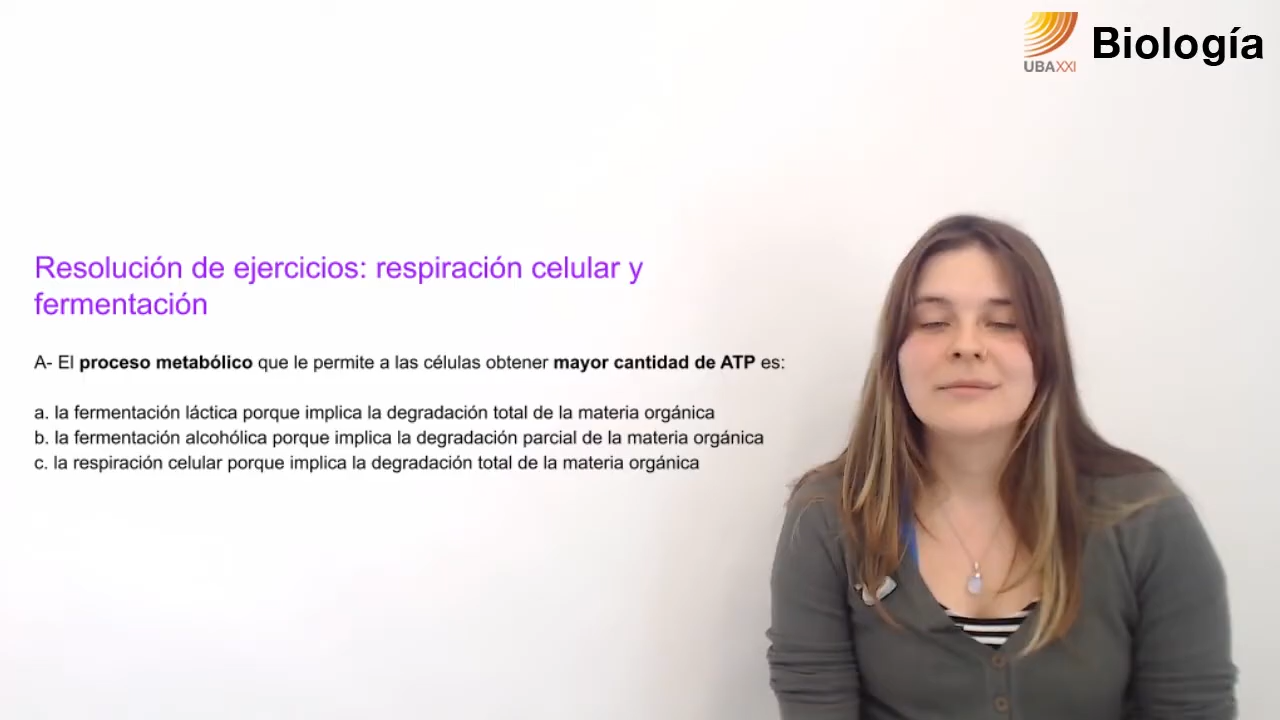 UBAXXI
Biología
Resolución de ejercicios: respiración celular y
fermentación
A- El proceso metabólico que le permite a las células obtener mayor cantidad de ATP es:
a. la fermentación láctica porque implica la degradación total de la materia orgánica
b. la fermentación alcohólica porque implica la degradación parcial de la materia orgánica
c. la respiración celular porque implica la degradación total de la materia orgánica